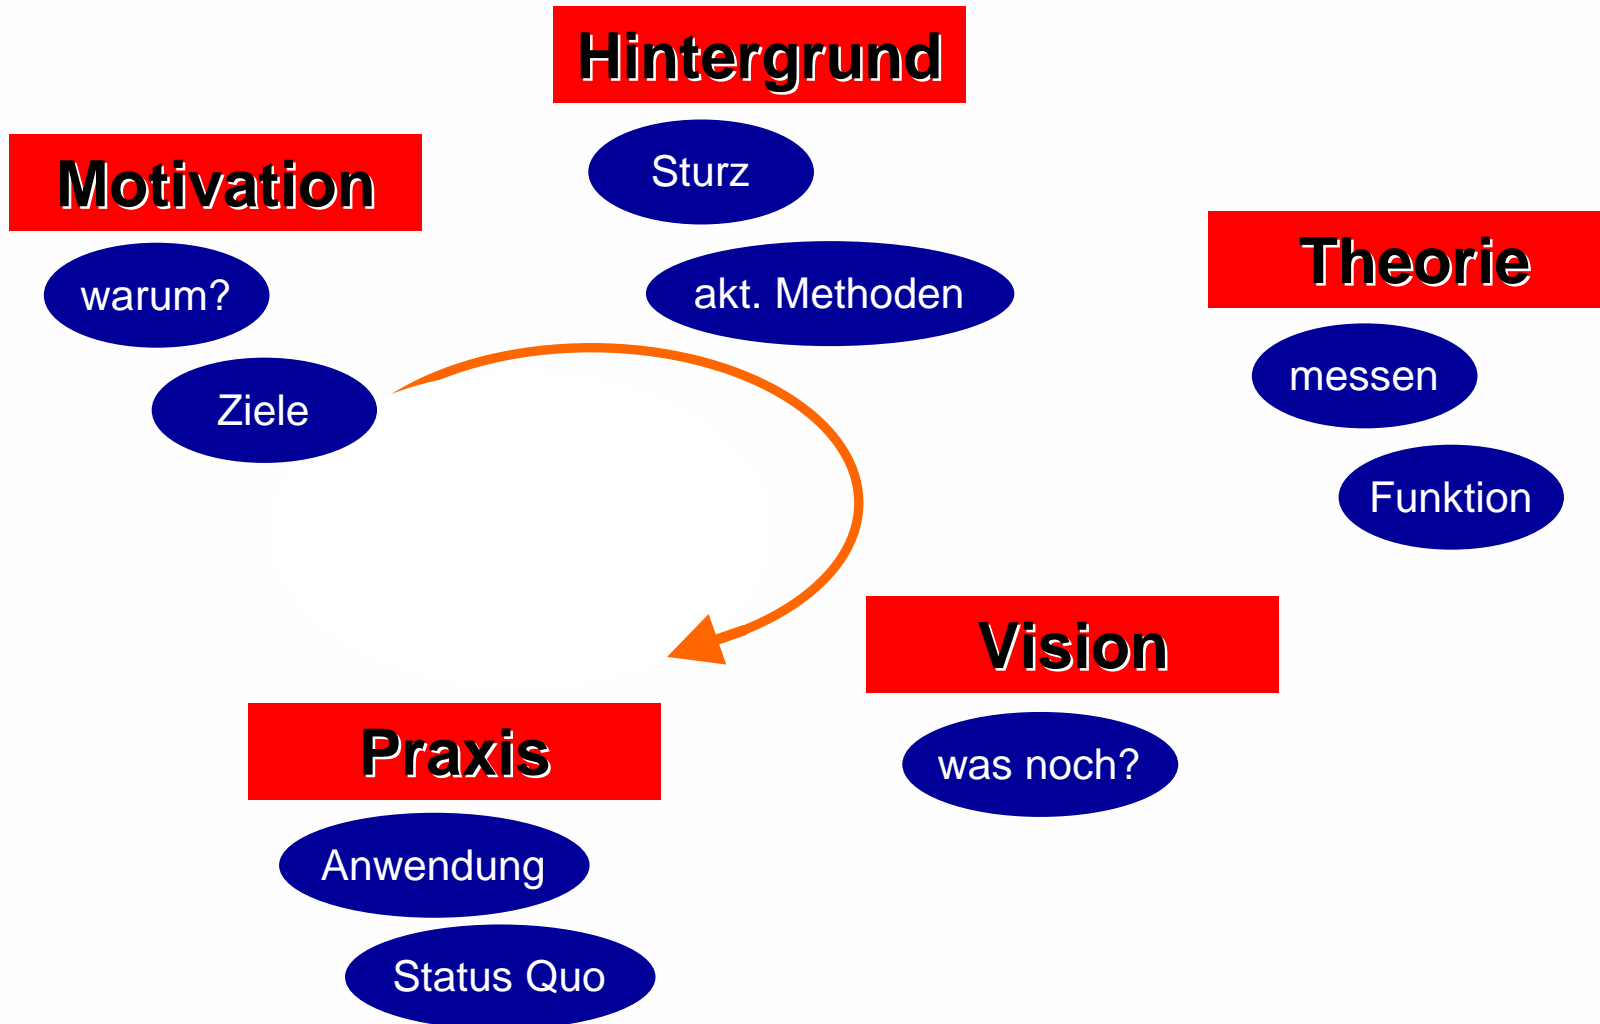 Motivation
warum?
Ziele
Hintergrund
Sturz
akt. Methoden
Theorie
messen
Funktion
Vision
was noch?
Praxis
Anwendung
Status Quo